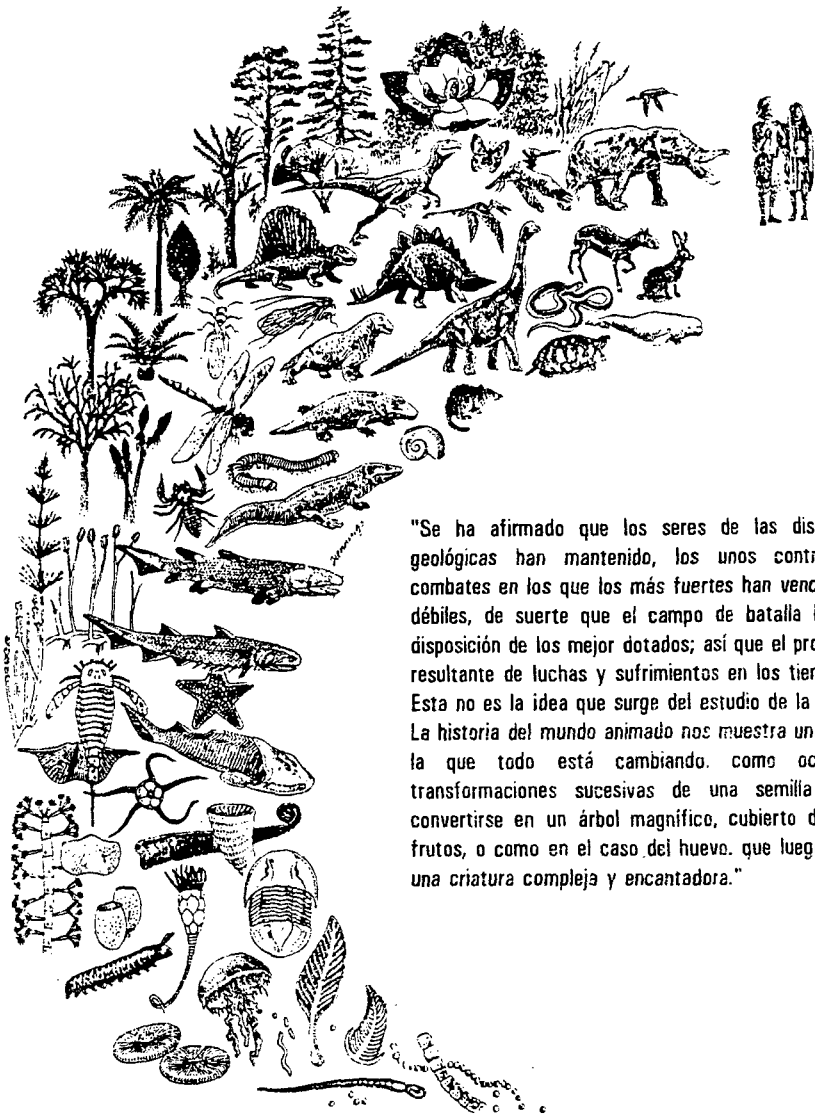 "Se ha afirmado que los seres de las dis
geológicas han mantenido, los unos contr
combates en los que los más fuertes han venc
débiles, de suerte que el campo de batalla
disposición de los mejor dotados; así que el pro
resultante de luchas y sufrimientos en los tier
Esta no es la idea que surge del estudio de la
La historia del mundo animado nos muestra un
la que todo está cambiando. como oc
transformaciones sucesivas de una semilla
convertirse en un árbol magnífico, cubierto d
frutos, o como en el caso del huevo. que lueg
una criatura compleja y encantadora."